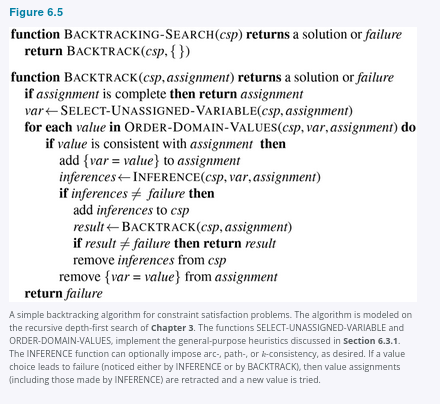 Figure 6.5
function BACKTRACKING-SEARCH(csp) returns a solution or failure
return BACKTRACK(csp, { })
function BACKTRACK(csp, assignment) returns a solution or failure
if assignment is complete then return assignment
var ← SELECT-UNASSIGNED-VARIABLE(csp, assignment)
for each value in ORDER-DOMAIN-VALUES(csp, var, assignment) do
if value is consistent with assignment then
add {var = value} to assignment
inferences ← INFERENCE(csp, var, assignment)
if inferences ≠ failure then
add inferences to csp
result ← BACKTRACK(csp, assignment)
if result ≠ failure then return result
remove inferences from csp
remove {var = value} from assignment
return failure
A simple backtracking algorithm for constraint satisfaction problems. The algorithm is modeled on
the recursive depth-first search of Chapter 3. The functions SELECT-UNASSIGNED-VARIABLE and
ORDER-DOMAIN-VALUES, implement the general-purpose heuristics discussed in Section 6.3.1.
The INFERENCE function can optionally impose arc-, path-, or k-consistency, as desired. If a value
choice leads to failure (noticed either by INFERENCE or by BACKTRACK), then value assignments
(including those made by INFERENCE) are retracted and a new value is tried.